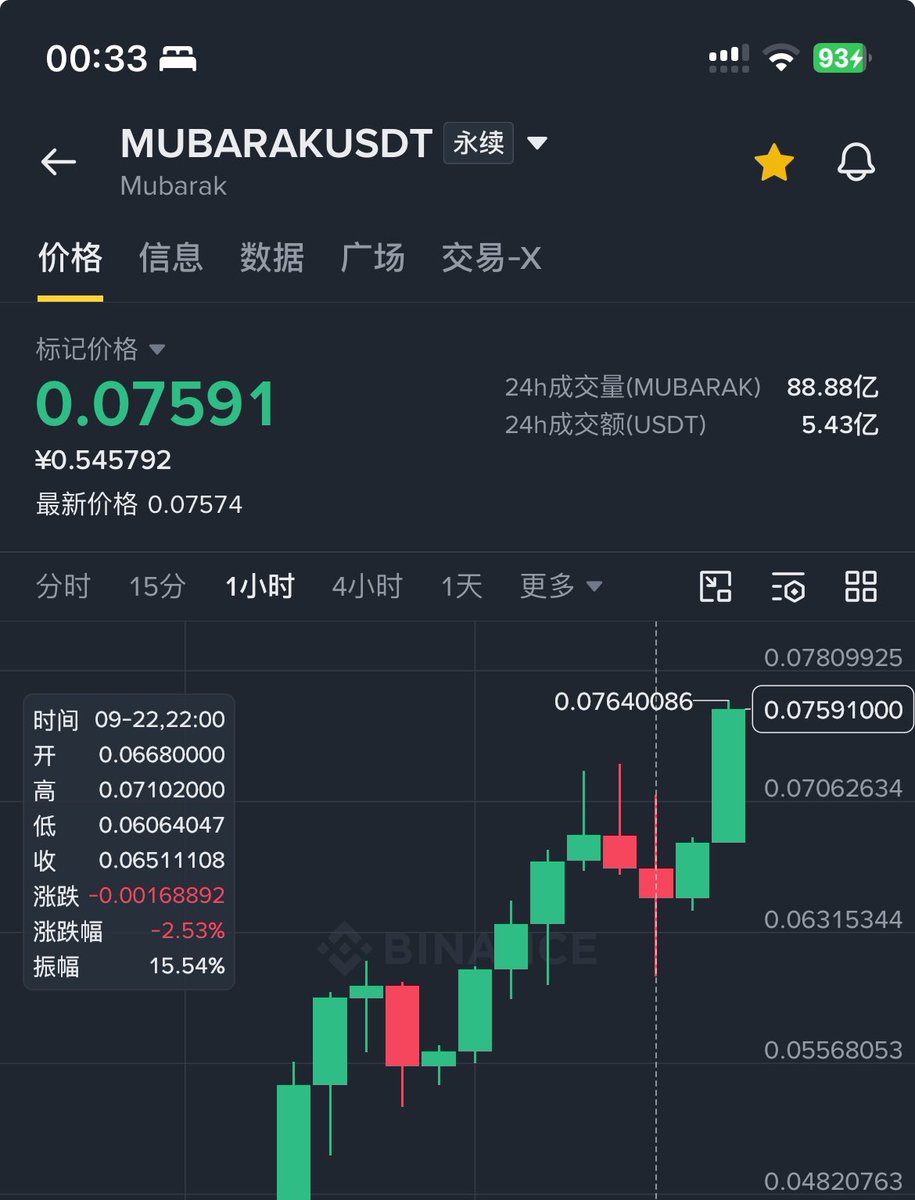 00:33
93
MUBARAKUSDT 永续
Mubarak
价格 信息 数据 广场 交易-X
标记价格
0.07591
¥0.545792
最新价格 0.07574
24h成交量(MUBARAK) 88.88亿
24h成交额(USDT) 5.43亿
分时 15分 1小时 4小时 1天 更多
0.07809925
0.07640086
0.07591000
时间 09-22,22:00
开 0.06680000
高 0.07102000
低 0.06064047
收 0.06511108
涨跌 -0.00168892
涨跌幅 -2.53%
振幅 15.54%
0.07062634
0.06315344
BINANCE
0.05568053
0.04820763